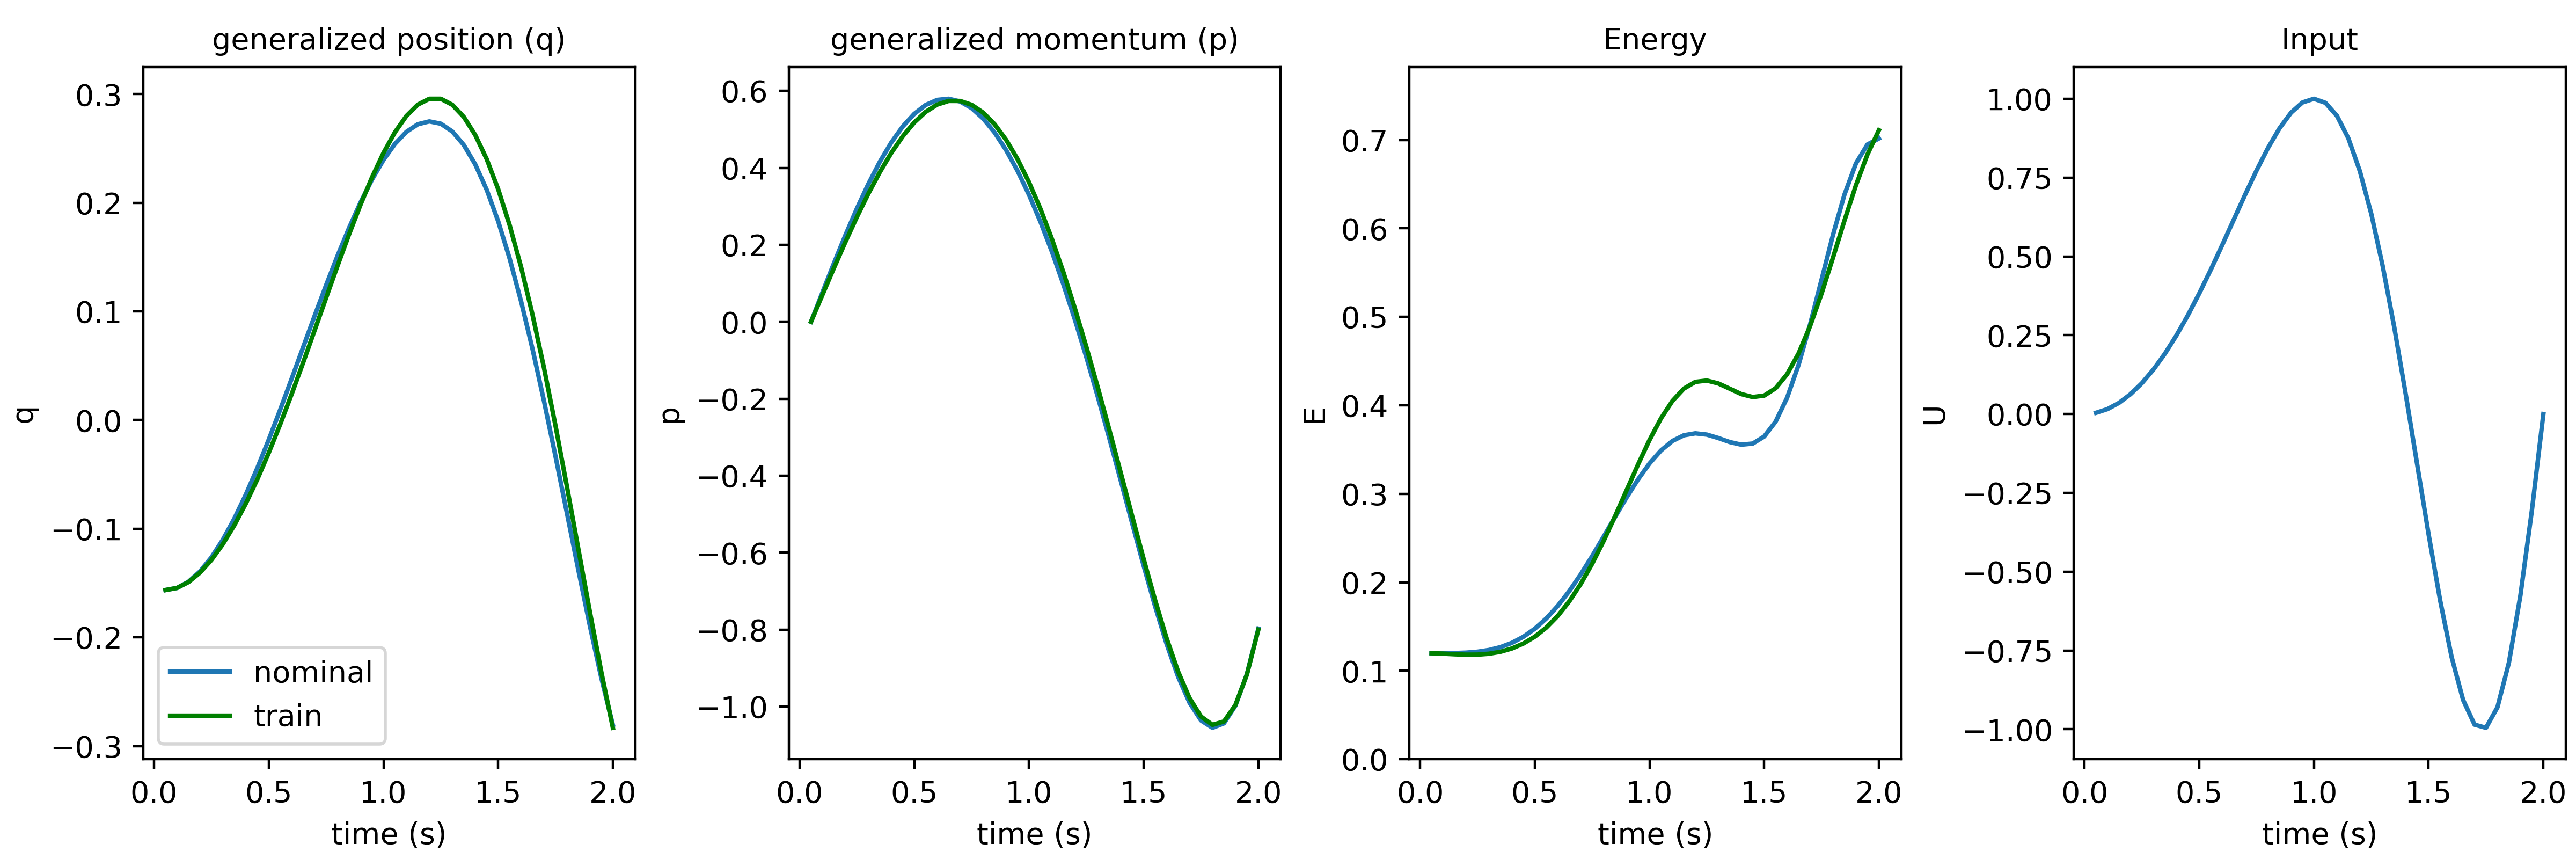 generalized position (q)
q
0.3
0.2
0.1
0.0
−0.1
−0.2
−0.3
nominal
train
0.0 0.5 1.0 1.5 2.0
time (s)
generalized momentum (p)
p
0.6
0.4
0.2
0.0
−0.2
−0.4
−0.6
−0.8
−1.0
0.0 0.5 1.0 1.5 2.0
time (s)
Energy
E
0.7
0.6
0.5
0.4
0.3
0.2
0.1
0.0
0.0 0.5 1.0 1.5 2.0
time (s)
Input
U
1.00
0.75
0.50
0.25
0.00
−0.25
−0.50
−0.75
−1.00
0.0 0.5 1.0 1.5 2.0
time (s)